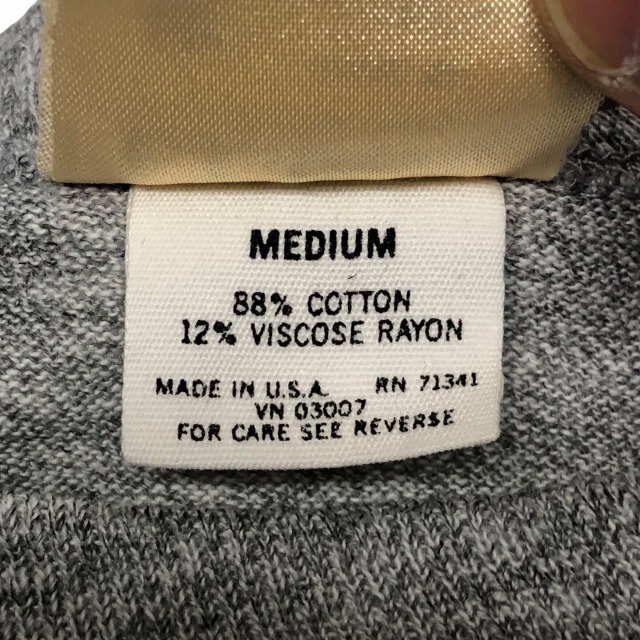 MEDIUM
88% COTTON
12% VISCOSE RAYON
MADE IN U.S.A. RN 71341
VN 03007
FOR CARE SEE REVERSE